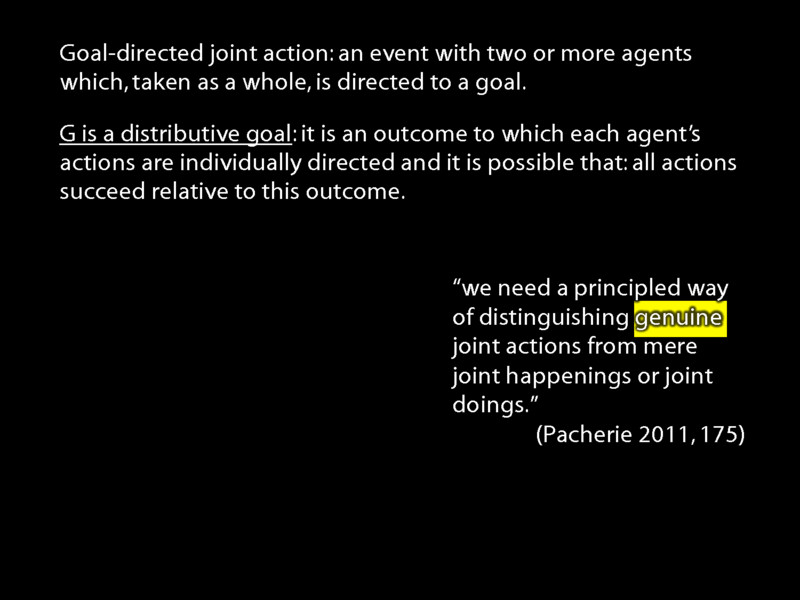 Goal-directed joint action: an event with two or more agents
which, taken as a whole, is directed to a goal.
G is a distributive goal: it is an outcome to which each agent’s
actions are individually directed and it is possible that: all actions
succeed relative to this outcome.
“we need a principled way
of distinguishing genuine
joint actions from mere
joint happenings or joint
doings.”
(Pacherie 2011, 175)